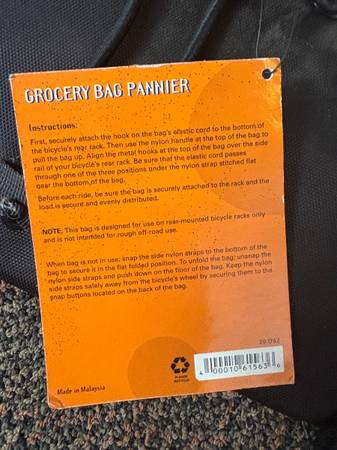 GROCERY BAG PANNIER
Instructions:
First, securely attach the hook on the bag's elastic cord to the bottom of
the bicycle's rear rack. Then use the nylon handle at the top of the bag to
pull the bag up. Align the metal hooks at the top of the bag over the side
rail of your bicycle's rear rack. Be sure that the elastic cord passes
through one of the three positions under the nylon strap stitched flat
near the bottom of the bag.
Before each ride, be sure the bag is securely attached to the rack and the
load is secure and evenly distributed.
NOTE: This bag is designed for use on rear-mounted bicycle racks only
and is not intended for rough off-road use.
When bag is not in use; snap the side nylon straps to the bottom of the
bag to secure it in the flat folded position. To unfold the bag; unsnap the
nylon side straps and push down on the floor of the bag. Keep the nylon
side straps safely away from the bicycle's wheel by securing them to the
snap buttons located on the back of the bag.
PLEASE
RECYCLE
4 00010 61563 6
Made in Malaysia